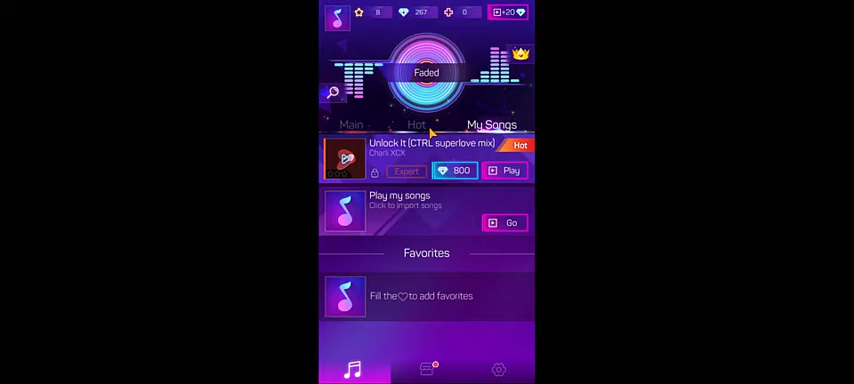 8
267
0
+20
Faded
Main
Hot
My Songs
Unlock It (CTRL superlove mix)
Hot
Charli XCX
Expert
800
Play
Play my songs
Click to import songs
Go
Favorites
Fill the♡to add favorites